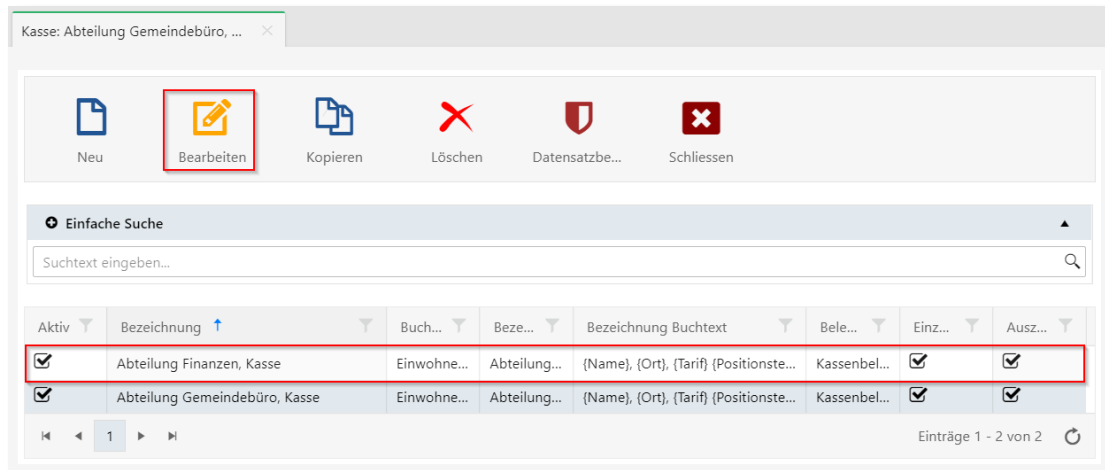 Kasse: Abteilung Gemeindebüro, ...
Neu Bearbeiten Kopieren Löschen Datensatzbe... Schliessen
Einfache Suche
Suchtext eingeben...
Aktiv Bezeichnung Buch... Beze... Bezeichnung Buchtext Bele... Einz... Ausz...
Abteilung Finanzen, Kasse Einwohne... Abteilung... {Name}, {Ort}, {Tarif} {Positionste... Kassenbel...
Abteilung Gemeindebüro, Kasse Einwohne... Abteilung... {Name}, {Ort}, {Tarif} {Positionste... Kassenbel...
1 Einträge 1 - 2 von 2